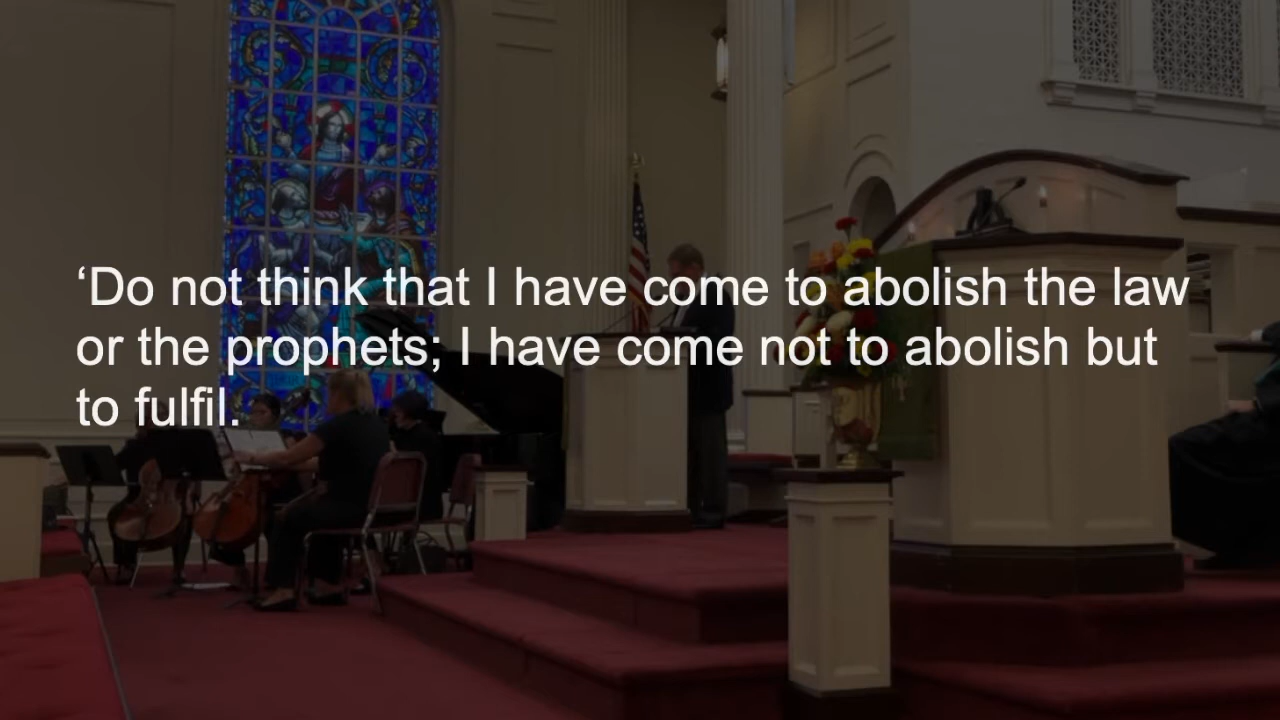 ‘Do not think that I have come to abolish the law
or the prophets; I have come not to abolish but
to fulfil.